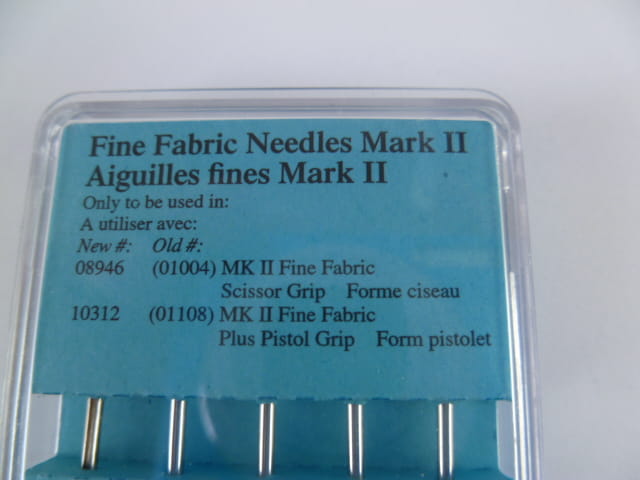 Fine Fabric Needles Mark II
Aiguilles fines Mark II
Only to be used in:
A utiliser avec:
New #: Old #:
08946 (01004) MK II Fine Fabric
Scissor Grip Forme ciseau
10312 (01108) MK II Fine Fabric
Plus Pistol Grip Form pistolet